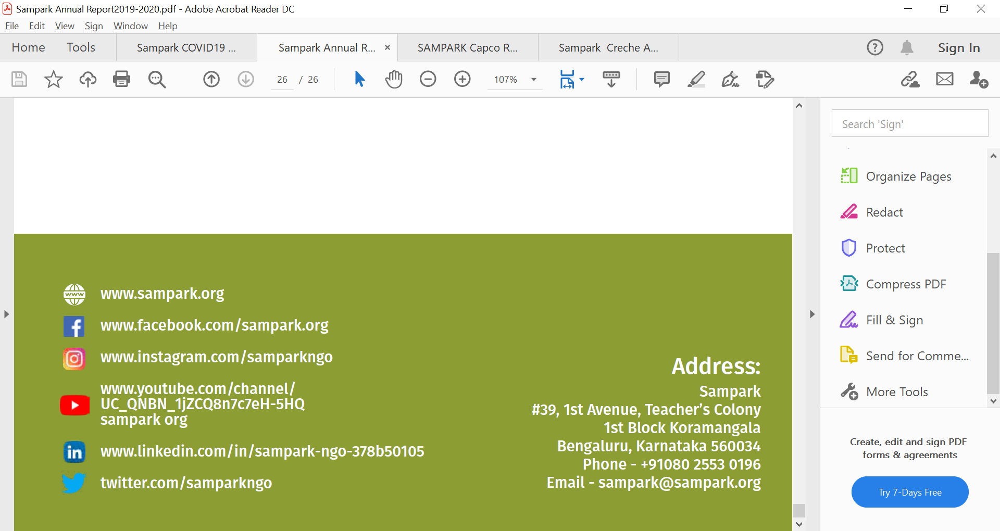 Sampark Annual Report2019-2020.pdf - Adobe Acrobat Reader DC
File Edit View Sign Window Help
Home Tools Sampark COVID19 ... Sampark Annual R... × SAMPARK Capco R... Sampark Creche A... ? Sign In
26 / 26 107%
Search 'Sign'
Organize Pages
Redact
Protect
Compress PDF
Fill & Sign
Send for Comme...
More Tools
Create, edit and sign PDF
forms & agreements
Try 7-Days Free
www
www.sampark.org
f
www.facebook.com/sampark.org
www.instagram.com/samparkngo
www.youtube.com/channel/
UC_QNBN_1jZCQ8n7c7eH-5HQ
sampark org
in
www.linkedin.com/in/sampark-ngo-378b50105
twitter.com/samparkngo
Address:
Sampark
#39, 1st Avenue, Teacher's Colony
1st Block Koramangala
Bengaluru, Karnataka 560034
Phone - +91080 2553 0196
Email - sampark@sampark.org